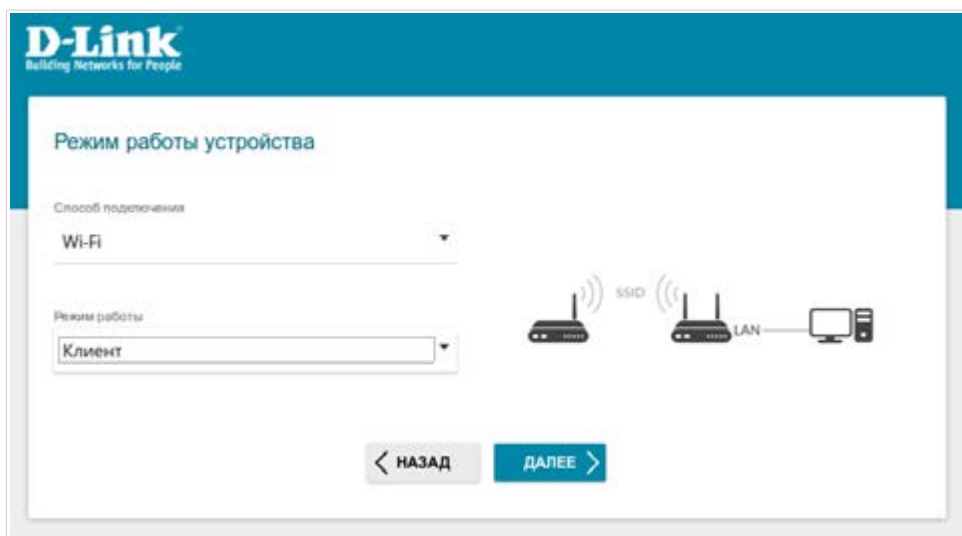 D-Link
Building Networks for People
Режим работы устройства
Способ подключения
Wi-Fi
Режим работы
Клиент
SSID
LAN
НАЗАД
ДАЛЕЕ